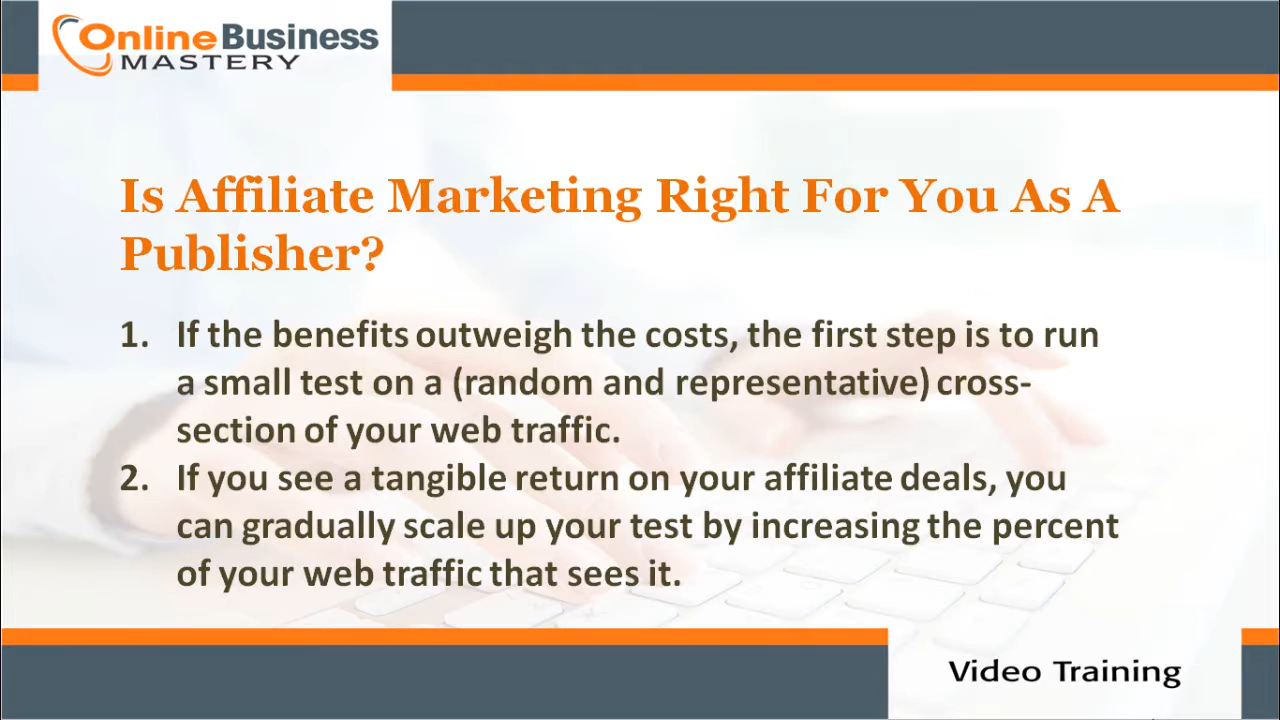 Online Business
MASTERY
Is Affiliate Marketing Right For You As A
Publisher?
1. If the benefits outweigh the costs, the first step is to run
a small test on a (random and representative) cross-
section of your web traffic.
2. If you see a tangible return on your affiliate deals, you
can gradually scale up your test by increasing the percent
of your web traffic that sees it.
Video Training